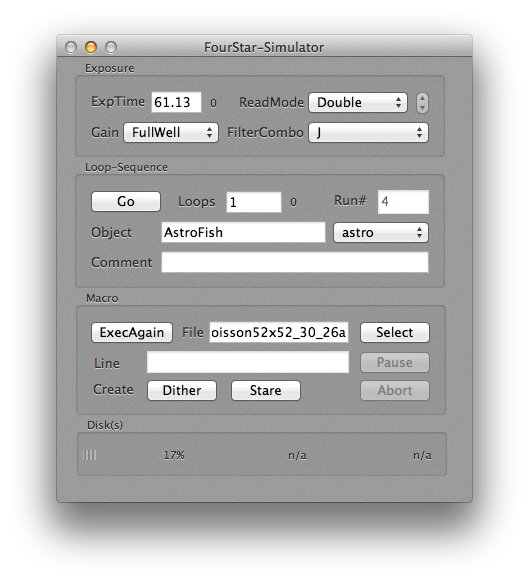 FourStar-Simulator
Exposure
ExpTime 61.13 0 ReadMode Double
Gain FullWell FilterCombo J
Loop-Sequence
Go Loops 1 0 Run# 4
Object AstroFish astro
Comment
Macro
ExecAgain File oisson52x52_30_26a Select
Line Pause
Create Dither Stare Abort
Disk(s)
17% n/a n/a